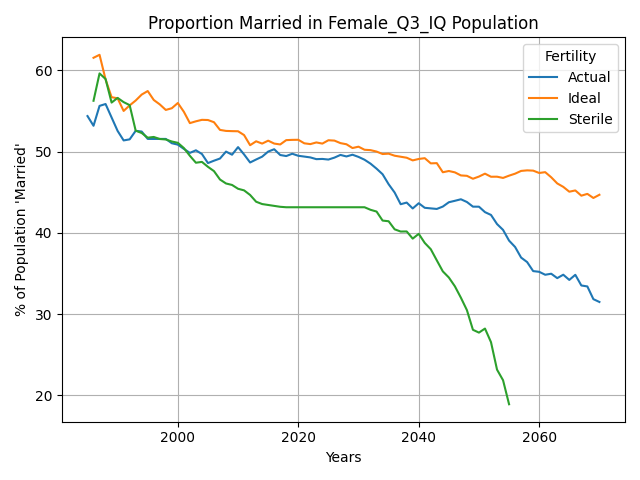 Proportion Married in Female_Q3_IQ Population
Fertility
Actual
Ideal
Sterile
% of Population 'Married'
60
50
40
30
20
2000
2020
2040
2060
Years